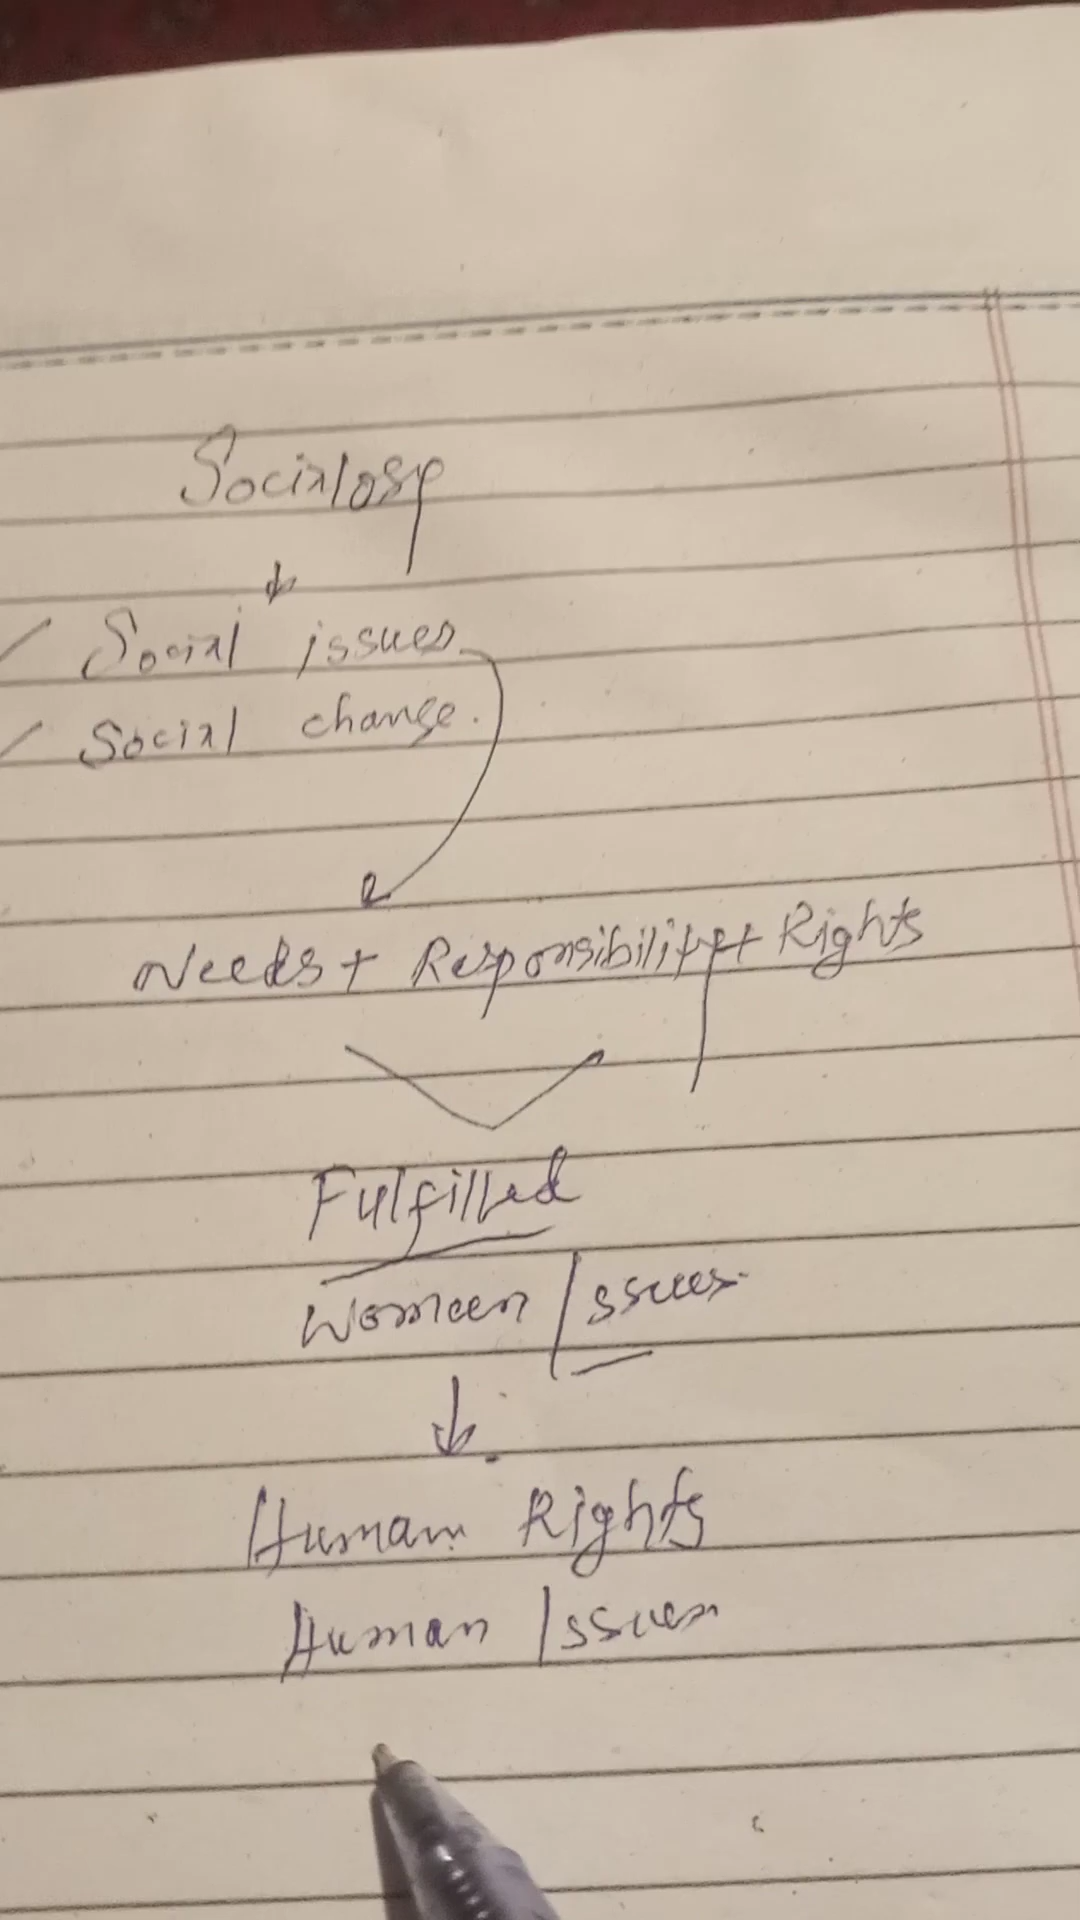 Sociology
↓
✓ Social issues
✓ Social change.
Needs + Responsibility + Rights
Fulfilled
Women Issues
↓
Human Rights
Human Issues